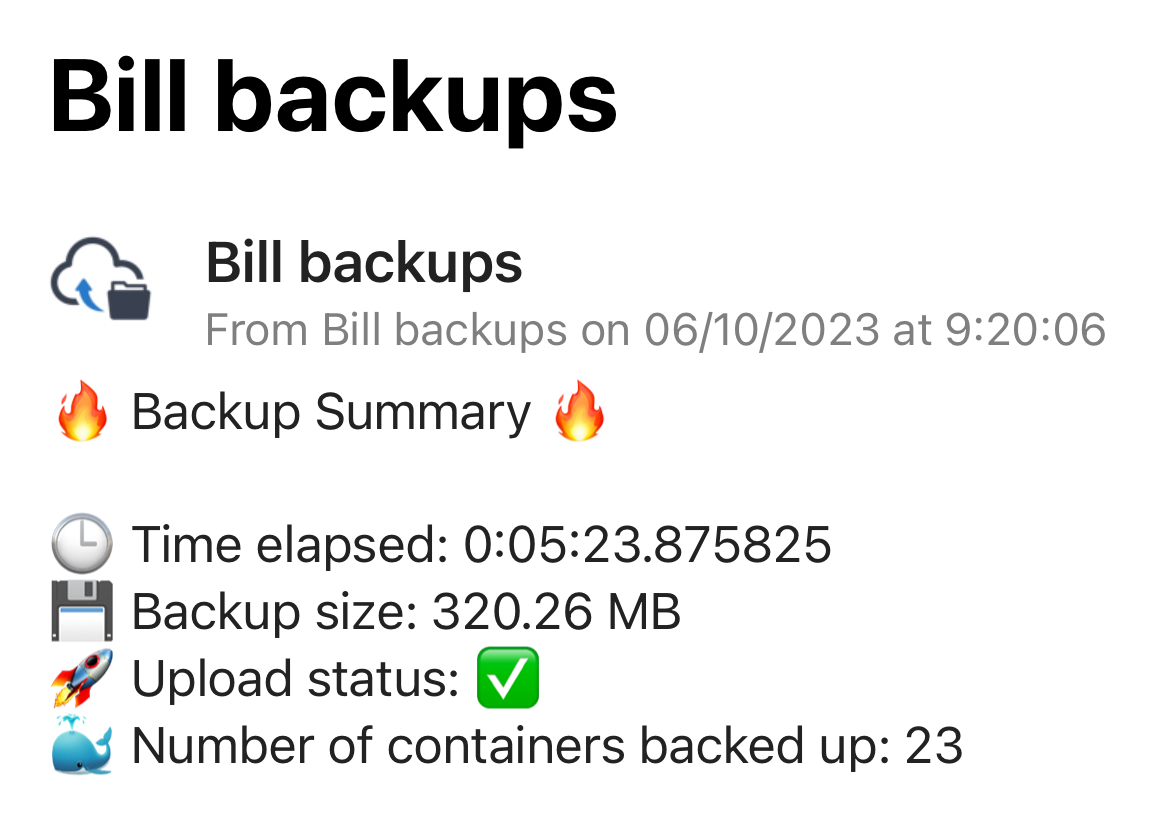 Bill backups
Bill backups
From Bill backups on 06/10/2023 at 9:20:06
🔥 Backup Summary 🔥
🕒 Time elapsed: 0:05:23.875825
💾 Backup size: 320.26 MB
🚀 Upload status: ✅
🐳 Number of containers backed up: 23